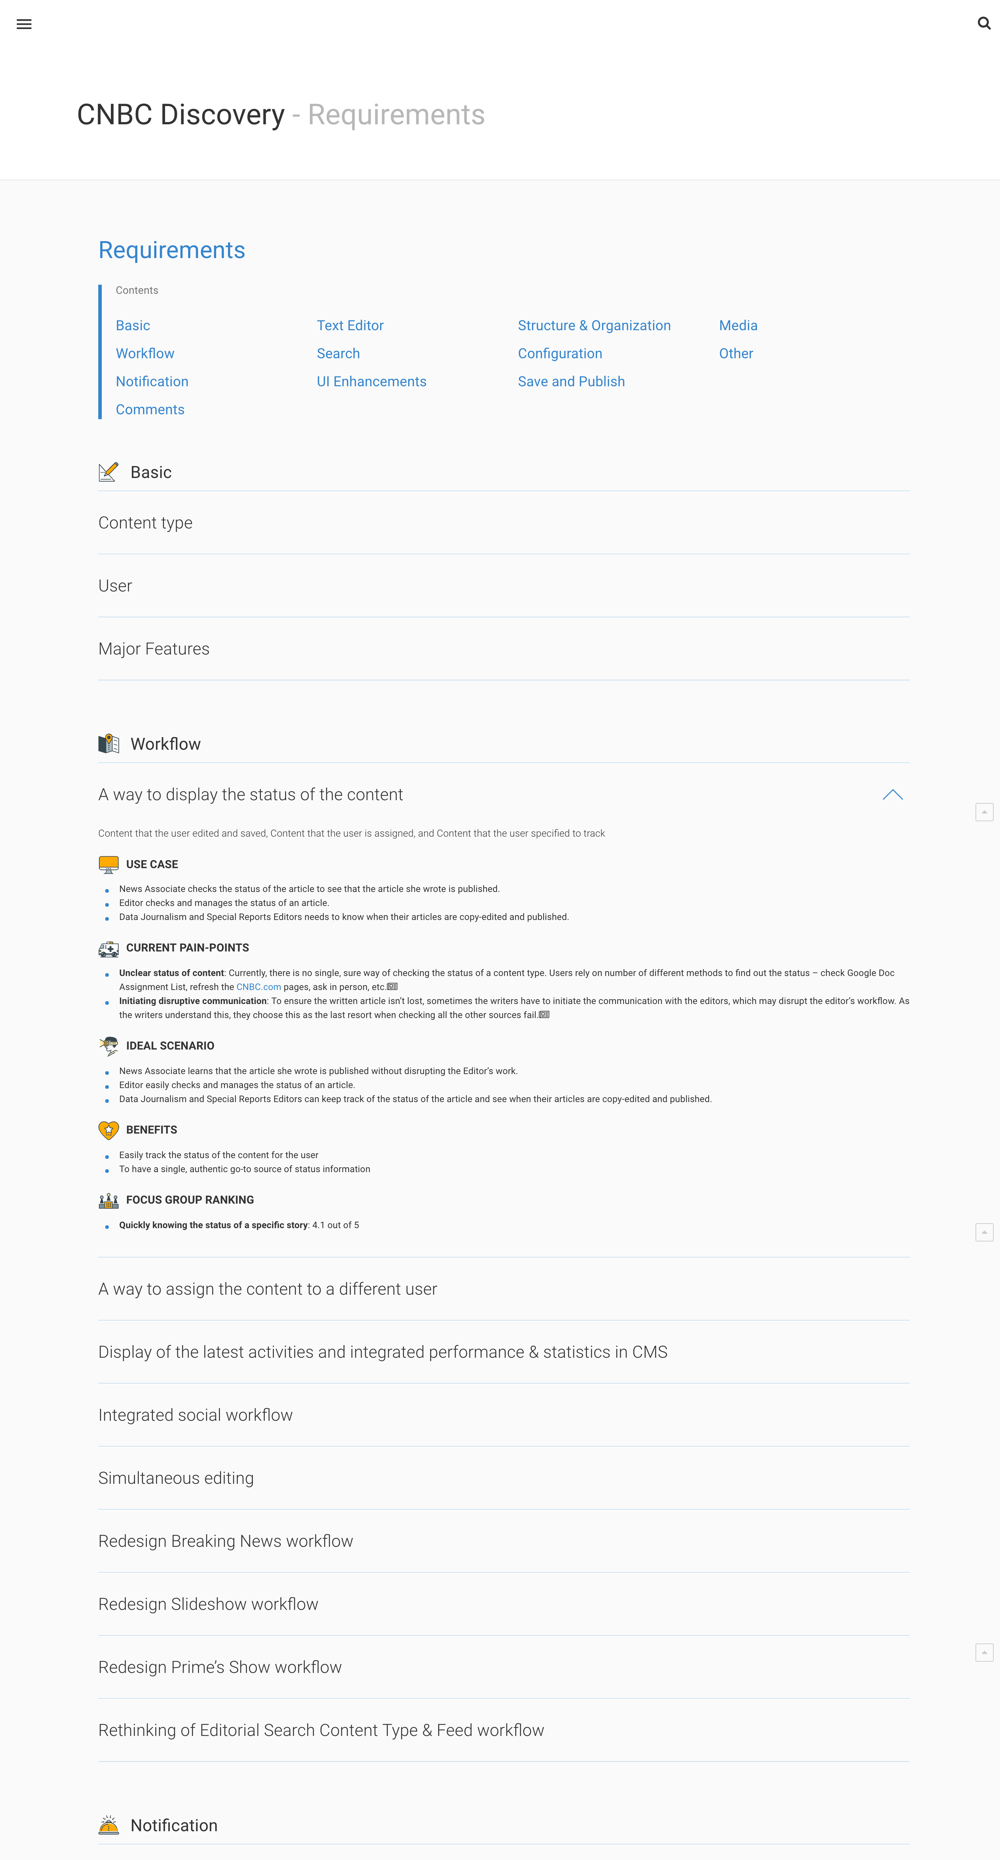 CNBC Discovery - Requirements
Requirements
Contents
Basic
Workflow
Notification
Comments
Text Editor
Search
UI Enhancements
Structure & Organization
Configuration
Save and Publish
Media
Other
Basic
Content type
User
Major Features
Workflow
A way to display the status of the content
Content that the user edited and saved, Content that the user is assigned, and Content that the user specified to track
USE CASE
News Associate checks the status of the article to see that the article she wrote is published.
Editor checks and manages the status of an article.
Data Journalism and Special Reports Editors needs to know when their articles are copy-edited and published.
CURRENT PAIN-POINTS
Unclear status of content: Currently, there is no single, sure way of checking the status of a content type. Users rely on number of different methods to find out the status – check Google Doc
Assignment List, refresh the CNBC.com pages, ask in person, etc.
Initiating disruptive communication: To ensure the written article isn't lost, sometimes the writers have to initiate the communication with the editors, which may disrupt the editor's workflow. As
the writers understand this, they choose this as the last resort when checking all the other sources fail.
IDEAL SCENARIO
News Associate learns that the article she wrote is published without disrupting the Editor's work.
Editor easily checks and manages the status of an article.
Data Journalism and Special Reports Editors can keep track of the status of the article and see when their articles are copy-edited and published.
BENEFITS
Easily track the status of the content for the user
To have a single, authentic go-to source of status information
FOCUS GROUP RANKING
Quickly knowing the status of a specific story: 4.1 out of 5
A way to assign the content to a different user
Display of the latest activities and integrated performance & statistics in CMS
Integrated social workflow
Simultaneous editing
Redesign Breaking News workflow
Redesign Slideshow workflow
Redesign Prime's Show workflow
Rethinking of Editorial Search Content Type & Feed workflow
Notification